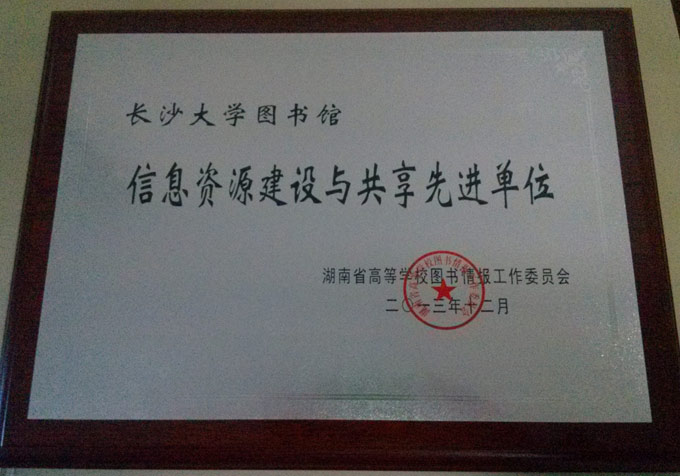 长沙大学图书馆
信息资源建设与共享先进单位
湖南省高等学校图书情报工作委员会
二〇一三年十二月